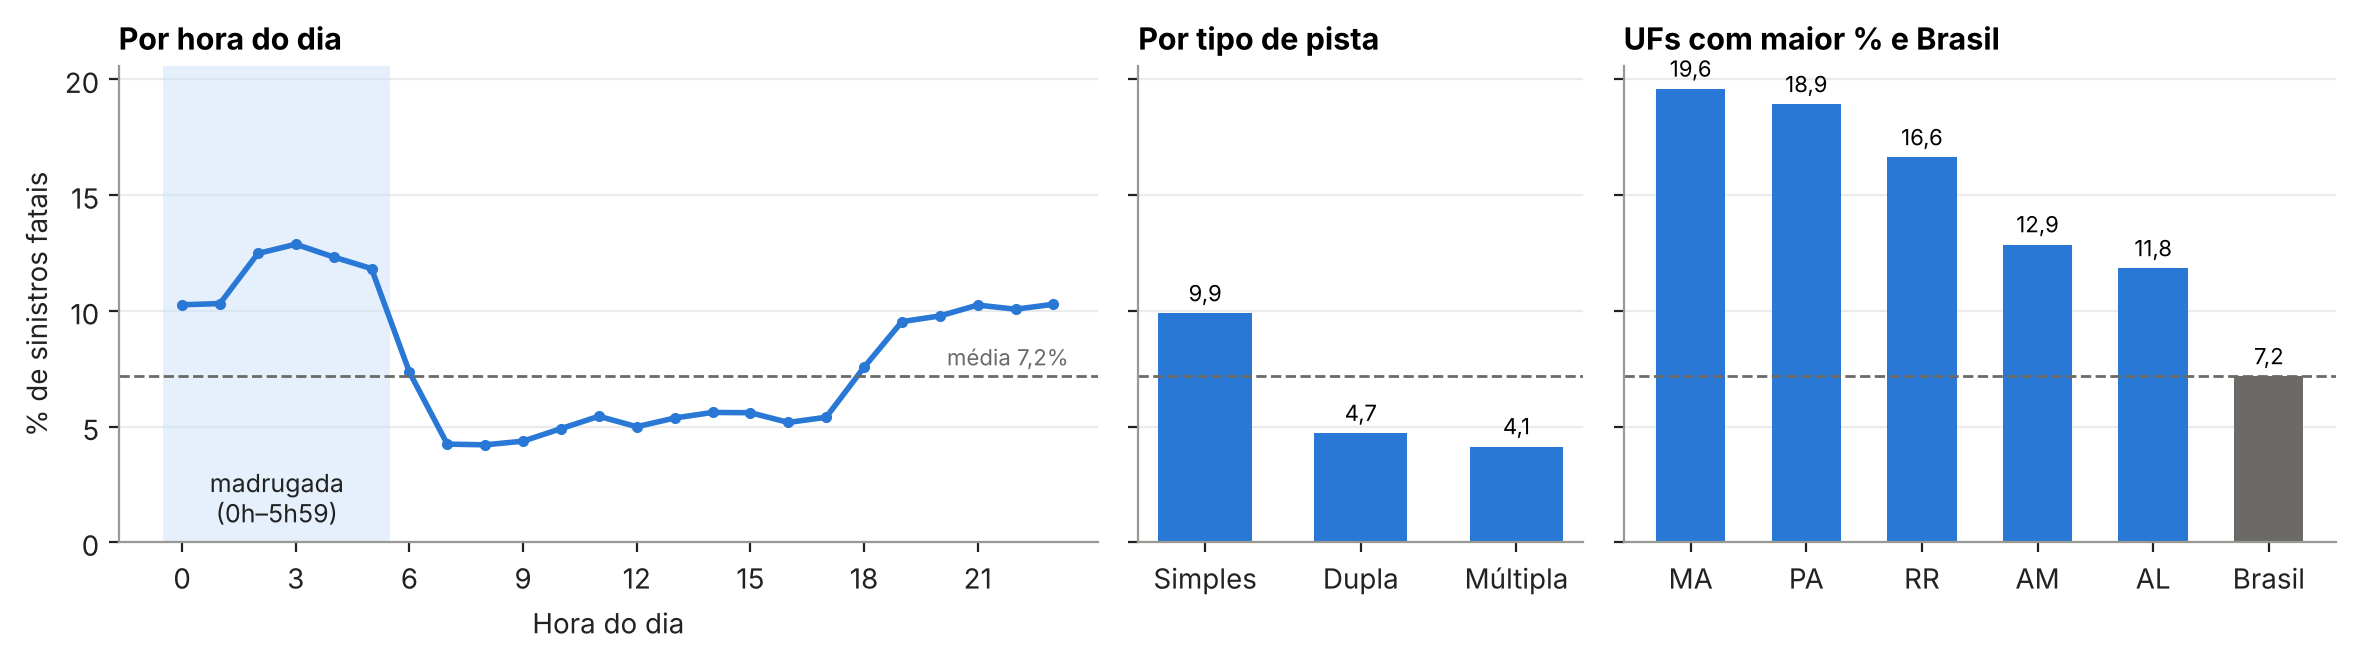 Por hora do dia
% de sinistros fatais
20
15
10
5
0
média 7,2%
madrugada
(0h–5h59)
0 3 6 9 12 15 18 21
Hora do dia
Por tipo de pista
9,9
4,7
4,1
Simples Dupla Múltipla
UFs com maior % e Brasil
19,6
18,9
16,6
12,9
11,8
7,2
MA PA RR AM AL Brasil